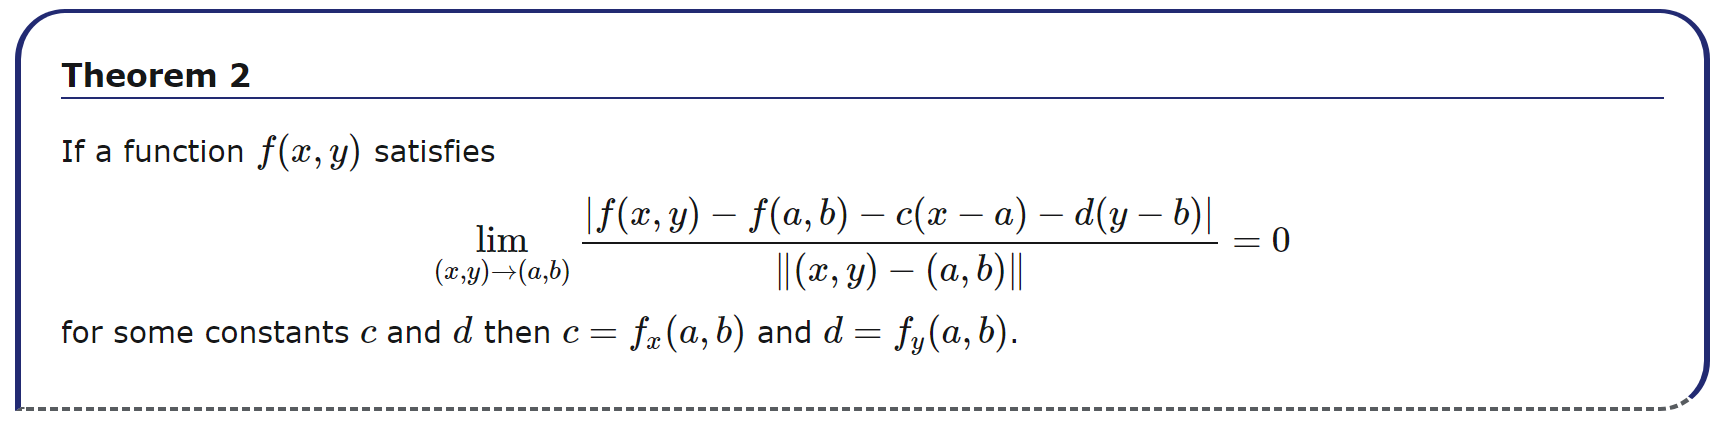 Theorem 2
If a function f(x, y) satisfies
lim_{(x,y)→(a,b)} |f(x, y) − f(a, b) − c(x − a) − d(y − b)| / ‖(x, y) − (a, b)‖ = 0
for some constants c and d then c = f_x(a, b) and d = f_y(a, b).